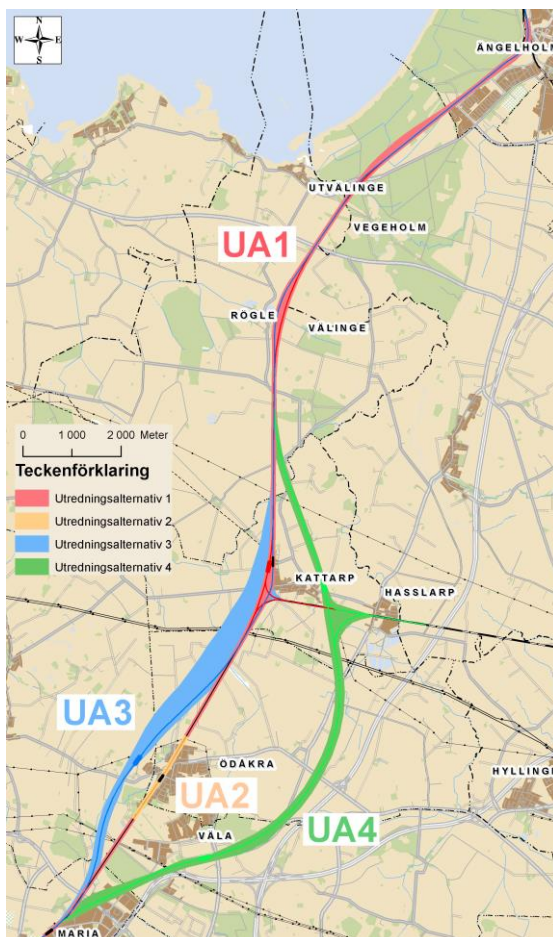 N
W E
S
ÄNGELHOLM
UTVÄLINGE
VEGEHOLM
UA1
RÖGLE
VÄLINGE
0 1 000 2 000 Meter
Teckenförklaring
Utredningsalternativ 1
Utredningsalternativ 2
Utredningsalternativ 3
Utredningsalternativ 4
KATTARP
HASSLARP
UA3
ÖDÅKRA
HYLLINGE
UA2
VÄLA
UA4
MARIA